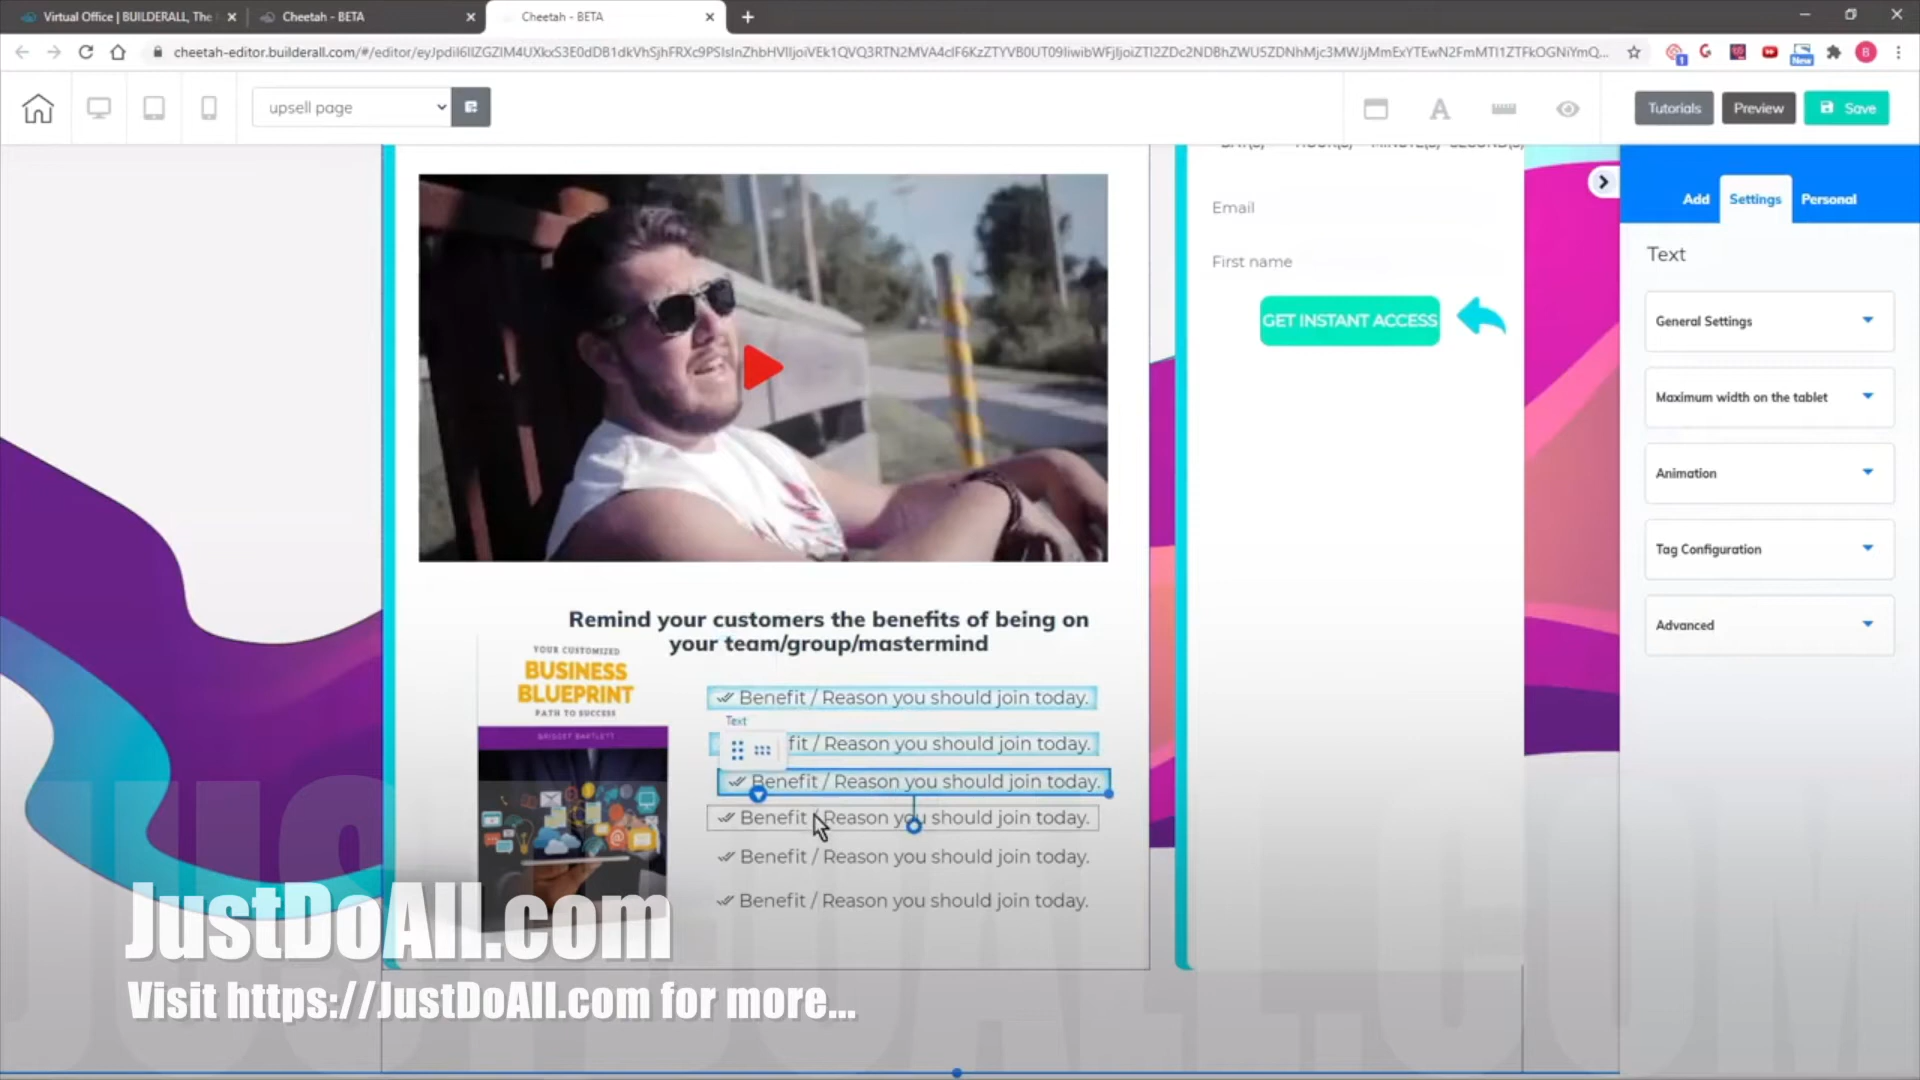 Virtual Office | BUILDERALL, The
Cheetah - BETA
Cheetah - BETA
upsell page
Tutorials
Preview
Save
Add
Settings
Personal
Text
General Settings
Maximum width on the tablet
Animation
Tag Configuration
Advanced
Email
First name
GET INSTANT ACCESS
Remind your customers the benefits of being on
your team/group/mastermind
YOUR CUSTOMIZED
BUSINESS
BLUEPRINT
PATH TO SUCCESS
BRIDGET BARTLETT
Benefit / Reason you should join today.
Text
fit / Reason you should join today.
Benefit / Reason you should join today.
Benefit / Reason you should join today.
Benefit / Reason you should join today.
Benefit / Reason you should join today.
JustDoAll.com
Visit https://JustDoAll.com for more...
New